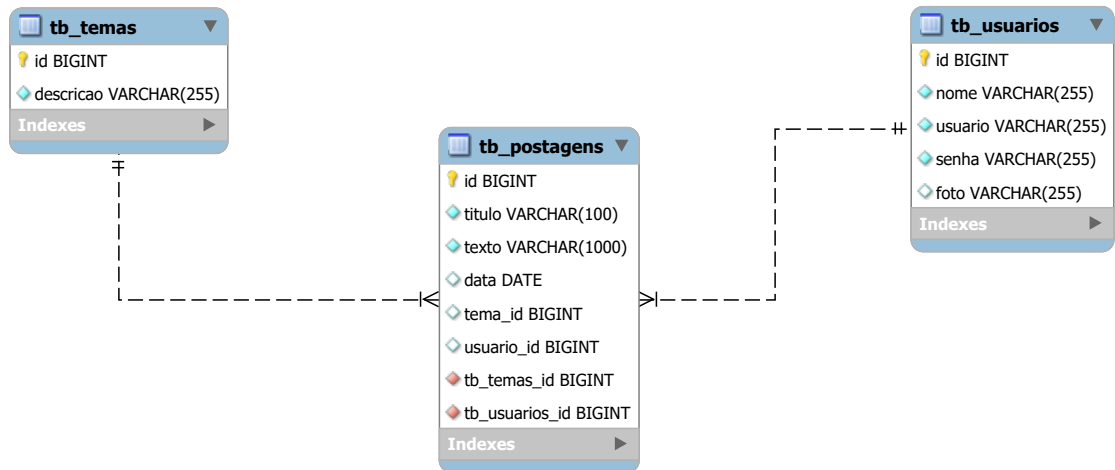 tb_temas
id BIGINT
descricao VARCHAR(255)
Indexes
tb_usuarios
id BIGINT
nome VARCHAR(255)
usuario VARCHAR(255)
senha VARCHAR(255)
foto VARCHAR(255)
Indexes
tb_postagens
id BIGINT
titulo VARCHAR(100)
texto VARCHAR(1000)
data DATE
tema_id BIGINT
usuario_id BIGINT
tb_temas_id BIGINT
tb_usuarios_id BIGINT
Indexes